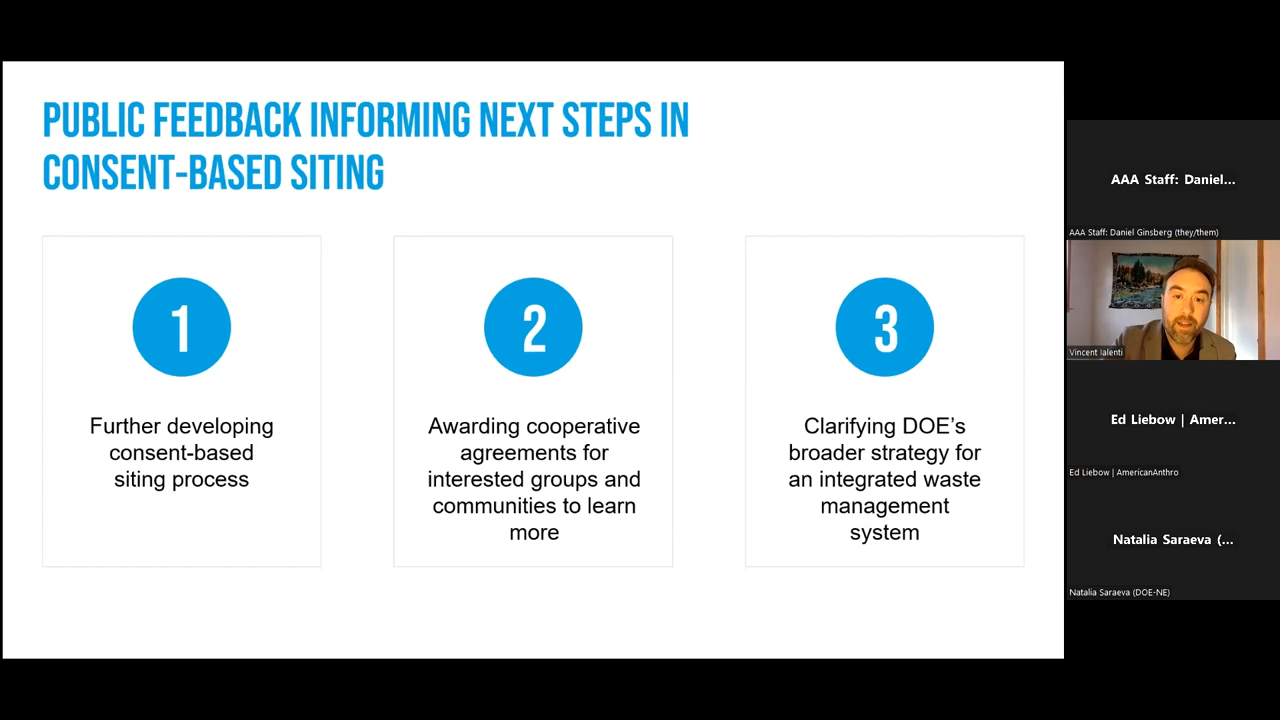 PUBLIC FEEDBACK INFORMING NEXT STEPS IN
CONSENT-BASED SITING
1
Further developing
consent-based
siting process
2
Awarding cooperative
agreements for
interested groups and
communities to learn
more
3
Clarifying DOE’s
broader strategy for
an integrated waste
management
system
AAA Staff: Daniel...
AAA Staff: Daniel Ginsberg (they/them)
Vincent Ialenti
Ed Liebow | Amer...
Ed Liebow | AmericanAnthro
Natalia Saraeva (...
Natalia Saraeva (DOE-NE)